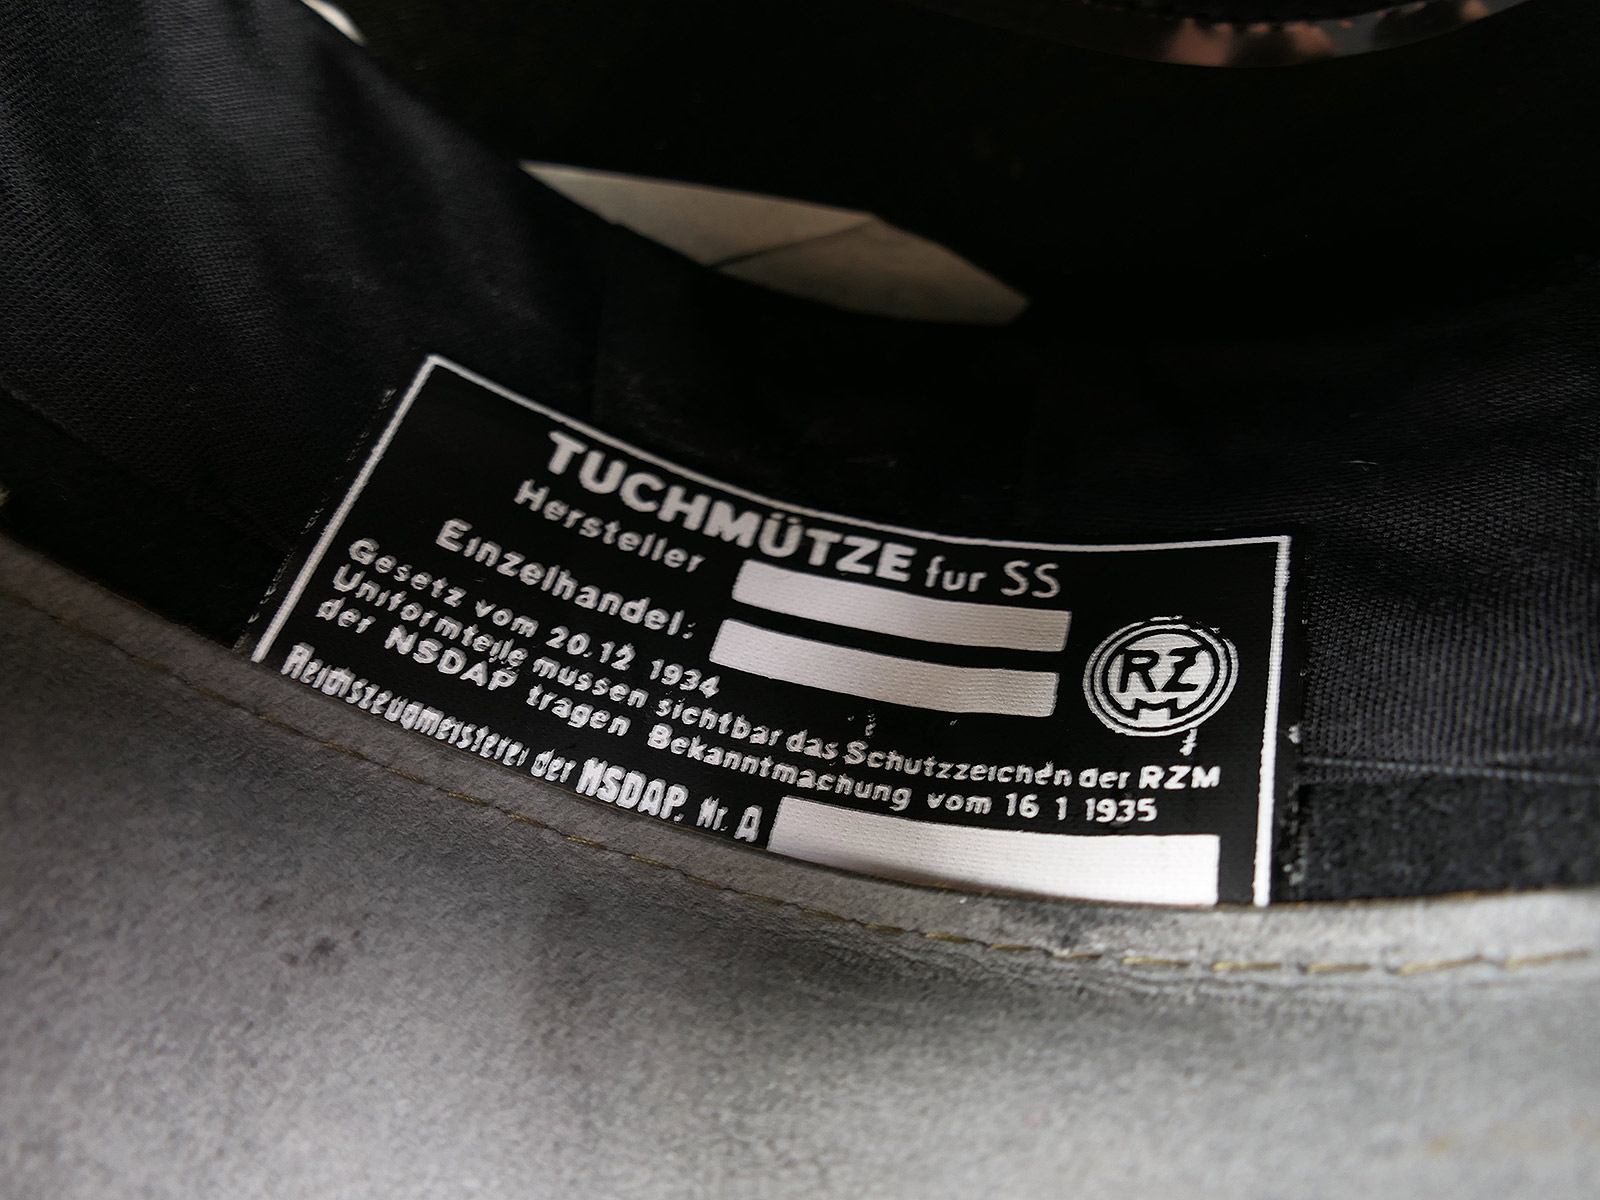 TUCHMÜTZE fur SS
Hersteller
Einzelhandel:
Gesetz vom 20.12 1934
Uniformteile mussen sichtbar das Schutzzeichen der RZM
der NSDAP tragen Bekanntmachung vom 16 1 1935
Reichszeugmeisterei der NSDAP. Nr. A
RZM